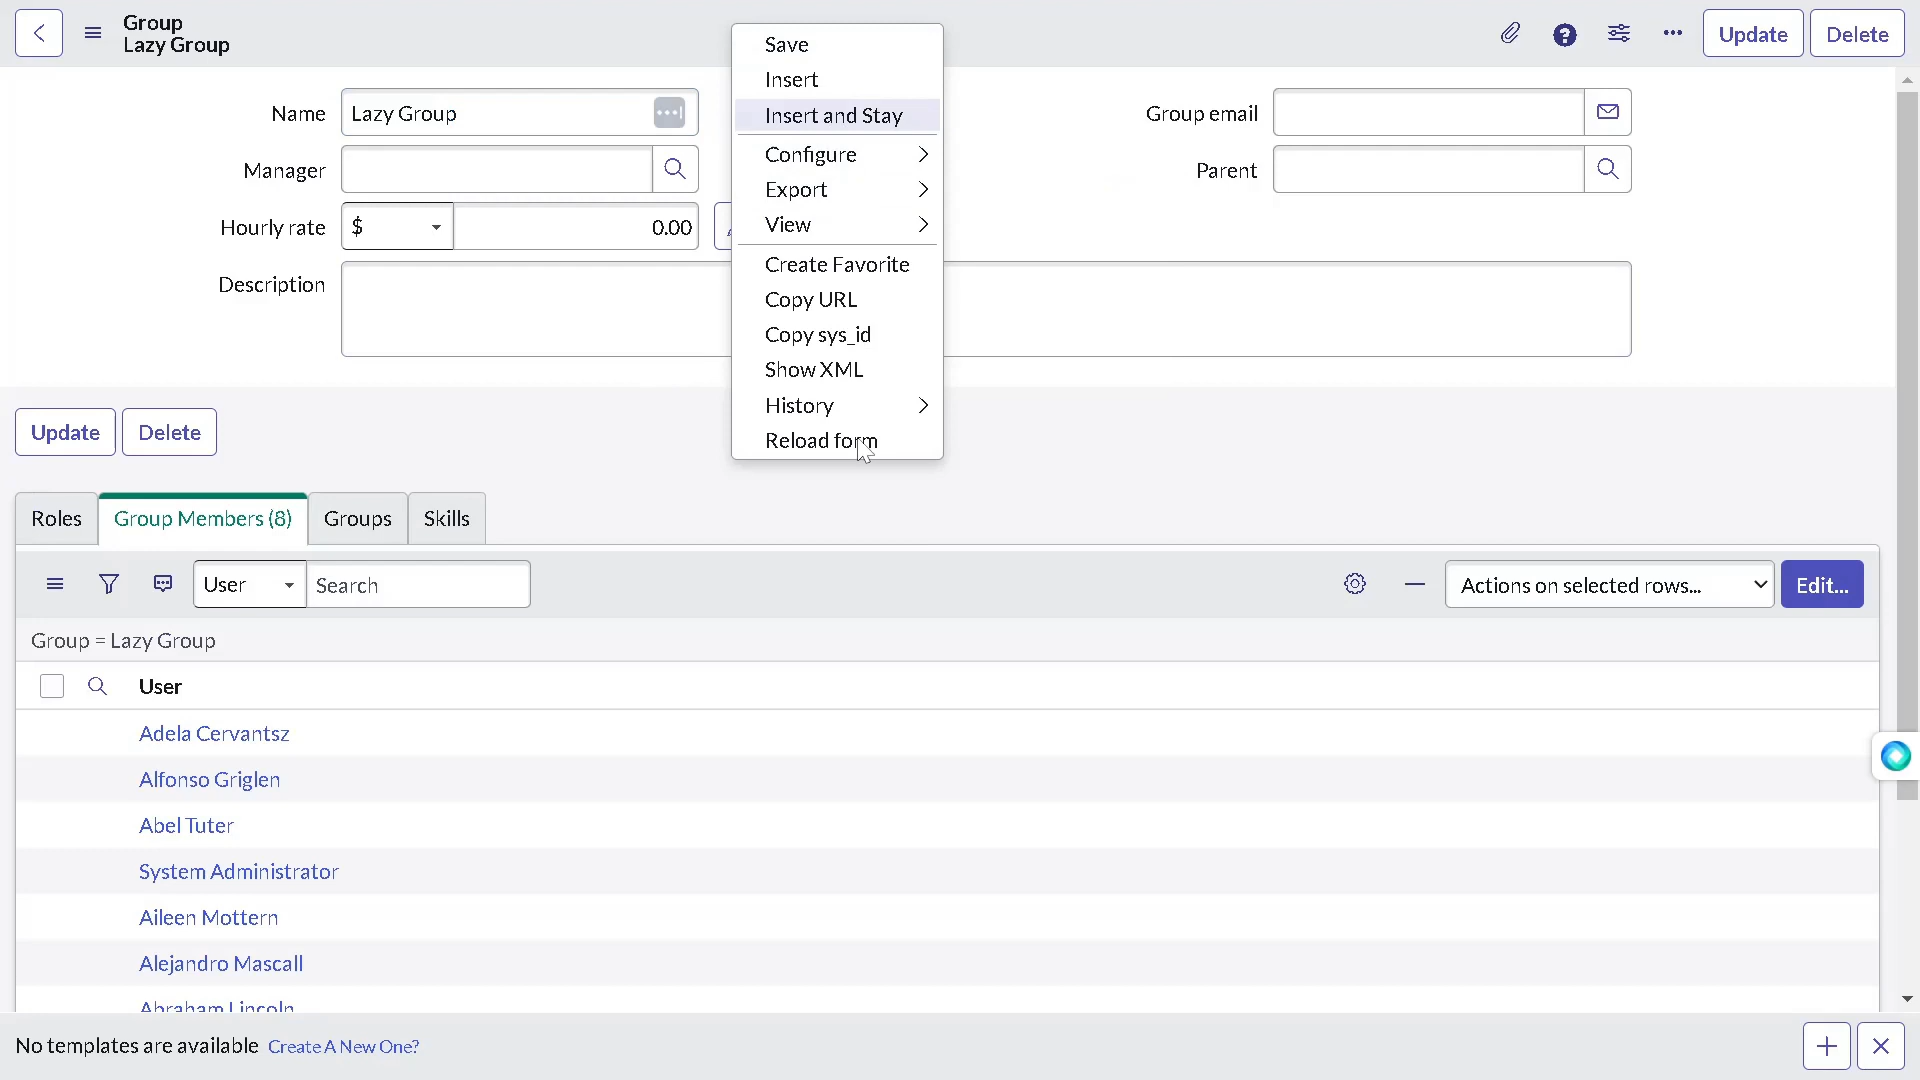 Group
Lazy Group
Update
Delete
Save
Insert
Insert and Stay
Configure
Export
View
Create Favorite
Copy URL
Copy sys_id
Show XML
History
Reload form
Name
Lazy Group
Group email
Manager
Parent
Hourly rate
$
0.00
Description
Update
Delete
Roles
Group Members (8)
Groups
Skills
User
Search
Actions on selected rows...
Edit...
Group = Lazy Group
User
Adela Cervantsz
Alfonso Griglen
Abel Tuter
System Administrator
Aileen Mottern
Alejandro Mascall
Abraham Lincoln
No templates are available Create A New One?